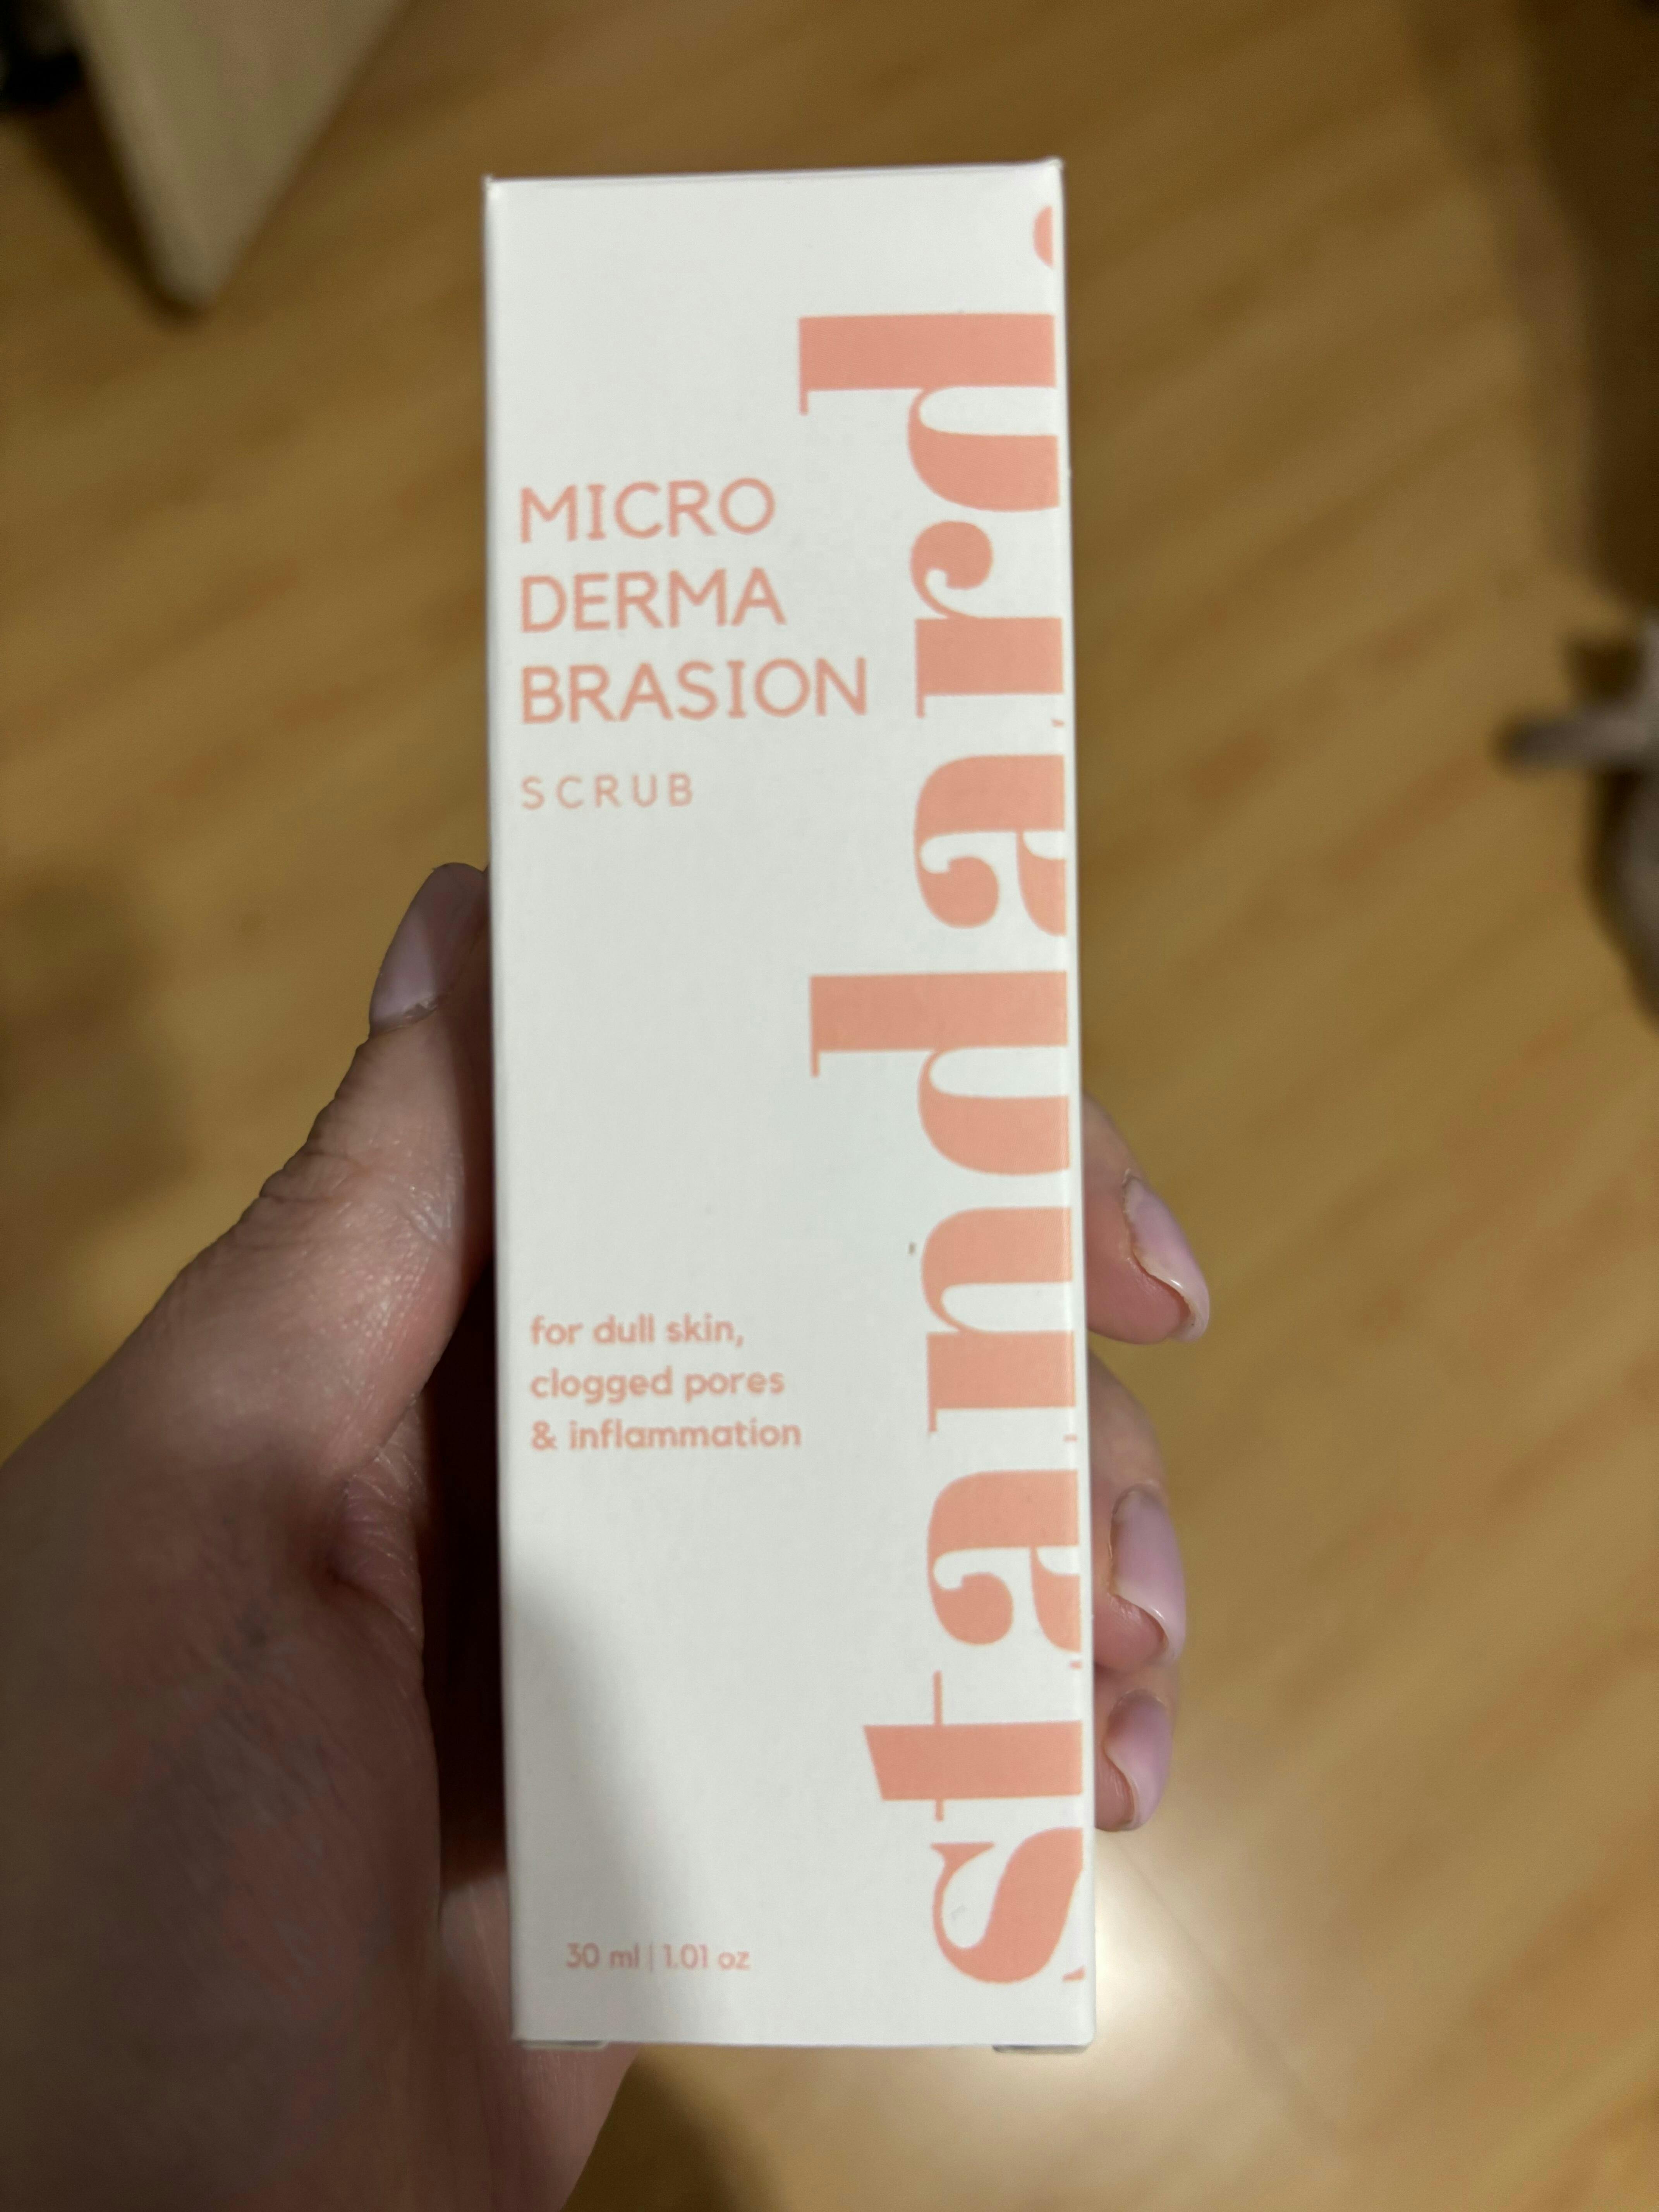 MICRO
DERMA
BRASION
SCRUB
for dull skin,
clogged pores
& inflammation
30 ml | 1.01 oz
standard.